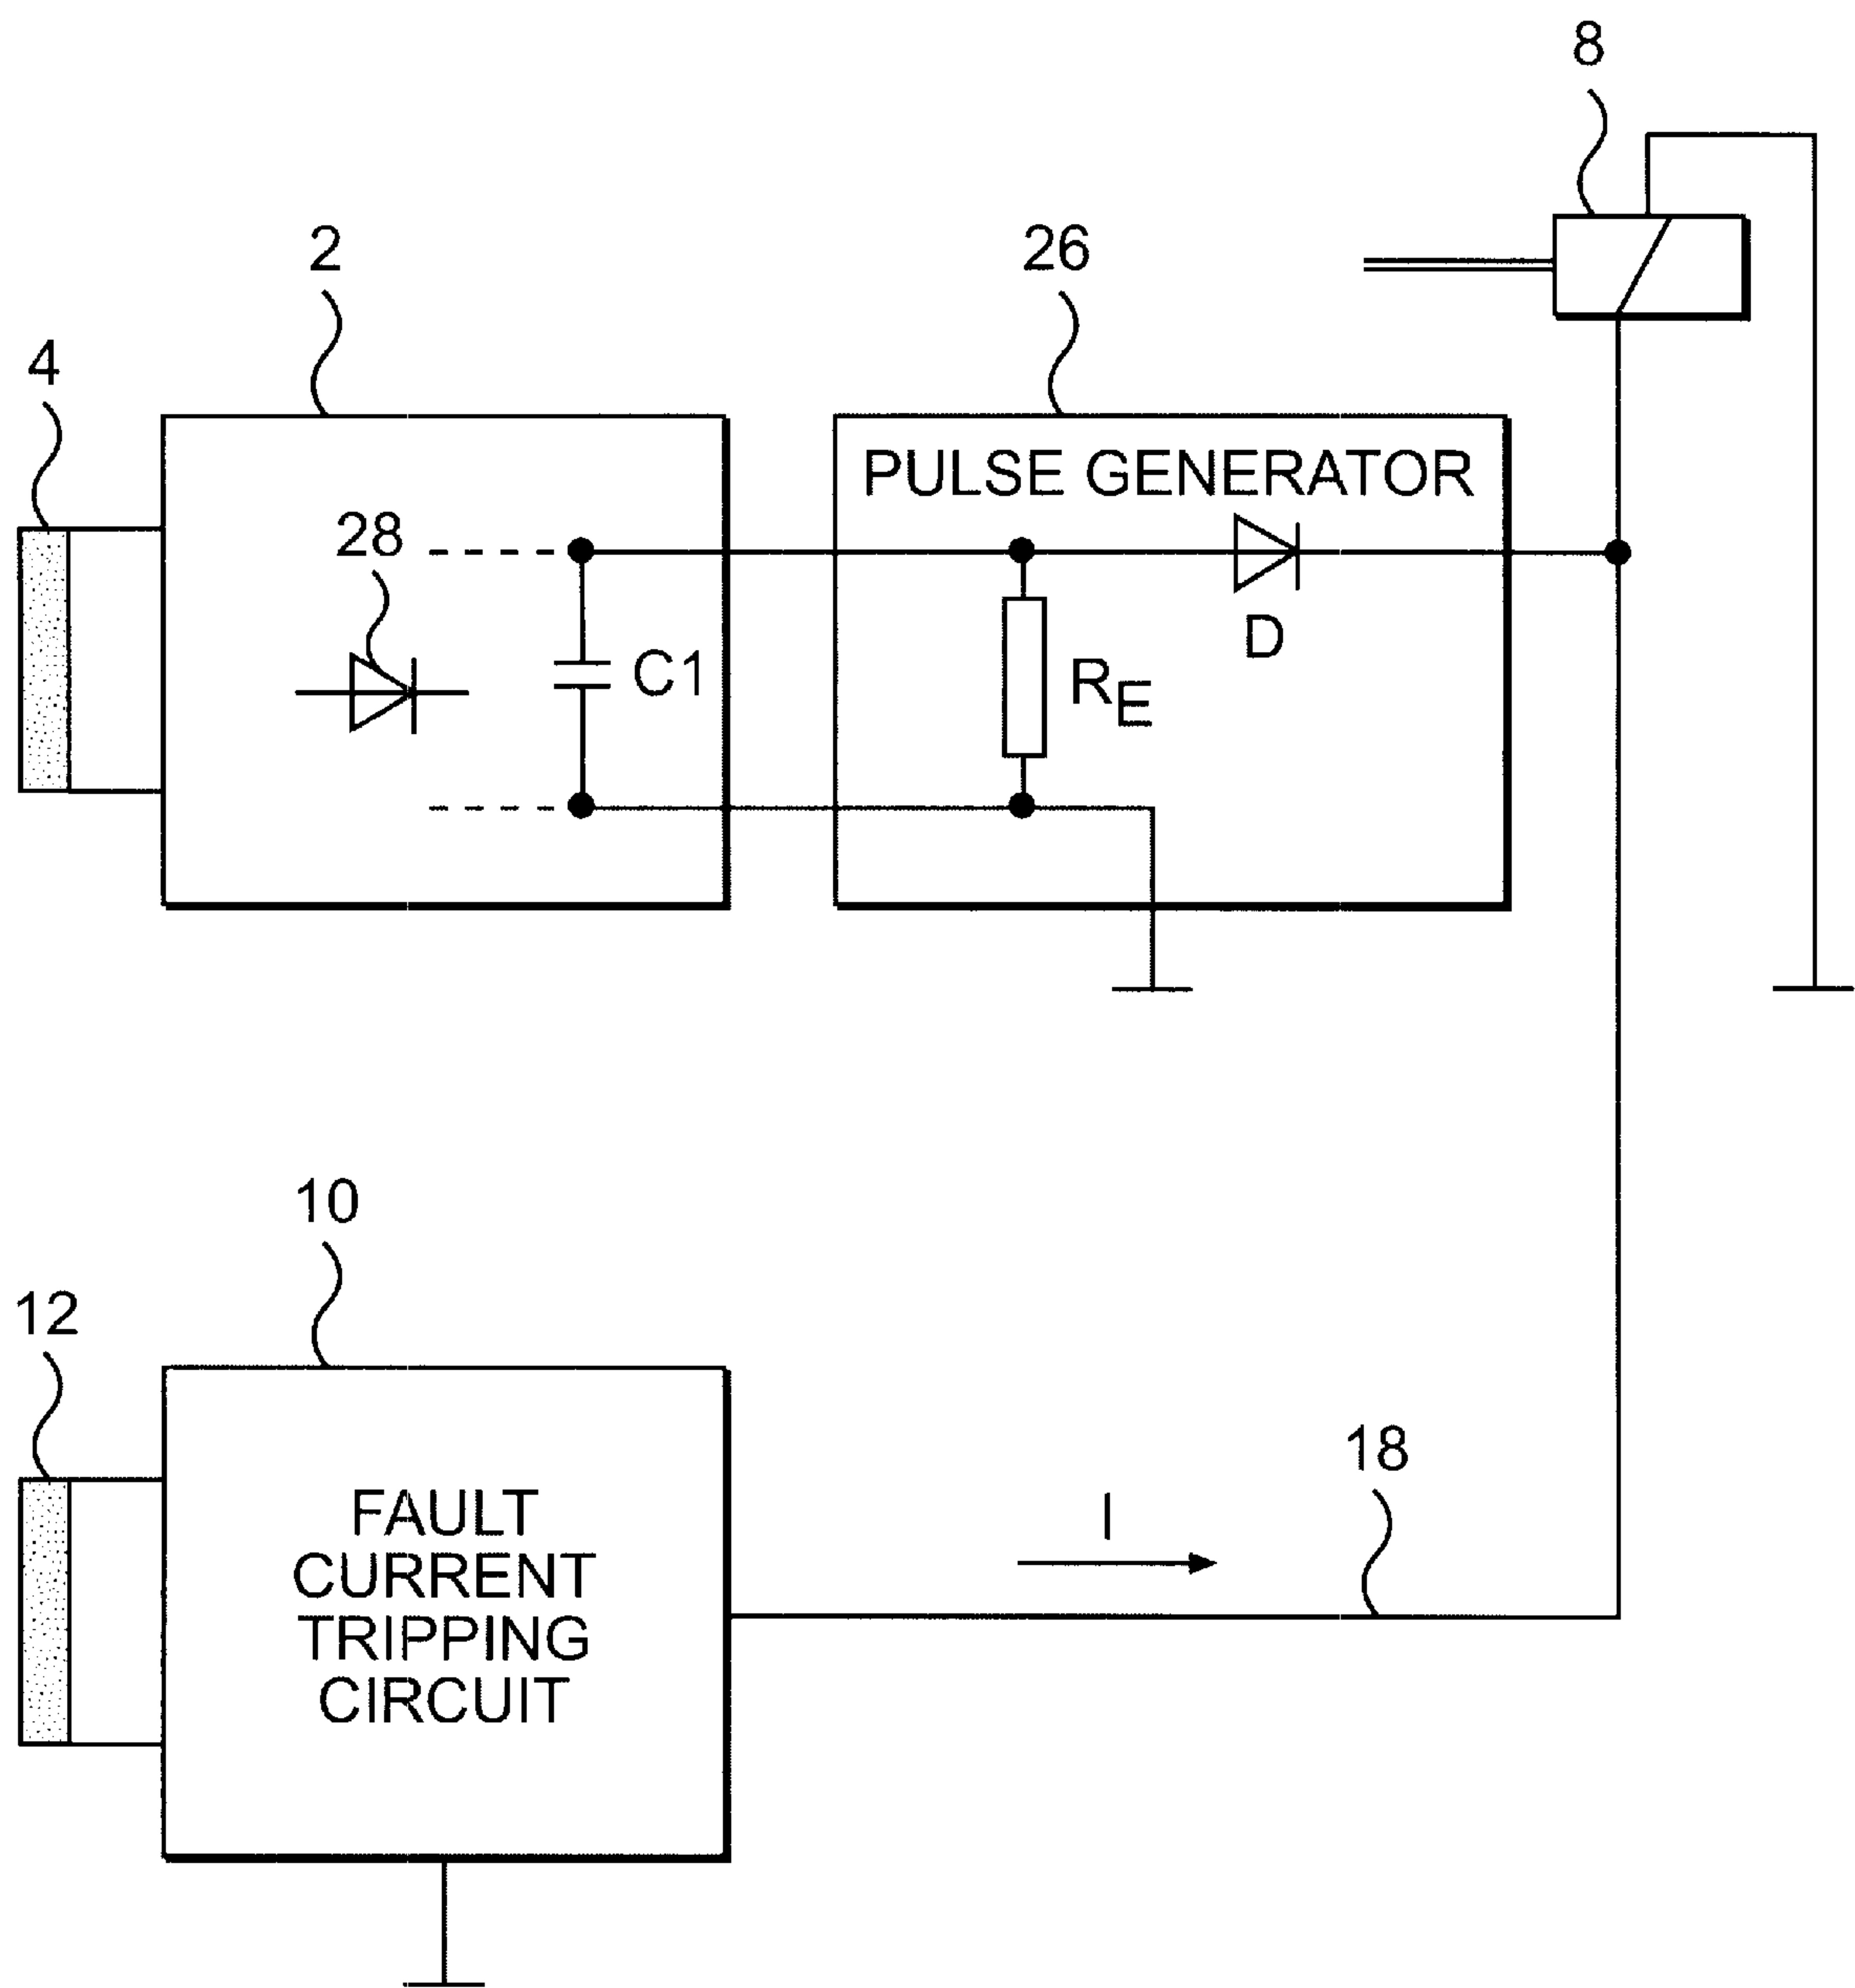 8
2
26
4
PULSE GENERATOR
28
D
C1
RE
10
12
18
I
FAULT
CURRENT
TRIPPING
CIRCUIT